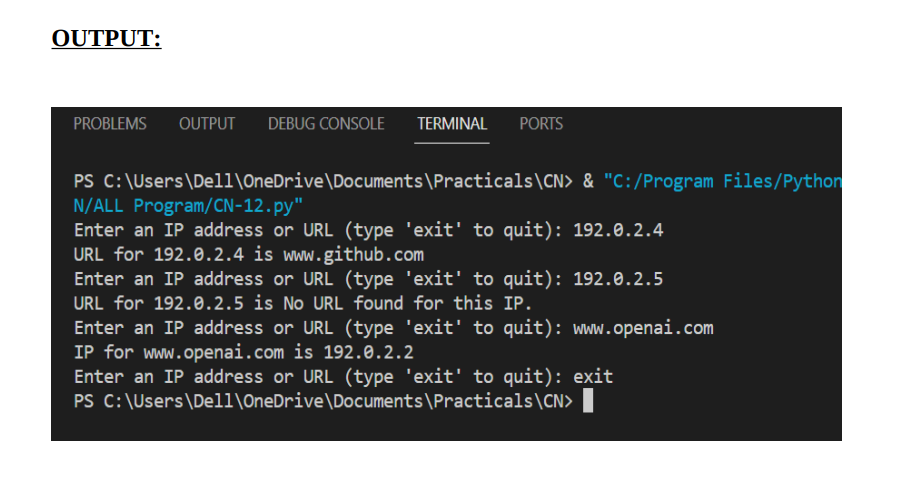 OUTPUT:
PROBLEMS OUTPUT DEBUG CONSOLE TERMINAL PORTS
PS C:\Users\Dell\OneDrive\Documents\Practicals\CN> & "C:/Program Files/Python
N/ALL Program/CN-12.py"
Enter an IP address or URL (type 'exit' to quit): 192.0.2.4
URL for 192.0.2.4 is www.github.com
Enter an IP address or URL (type 'exit' to quit): 192.0.2.5
URL for 192.0.2.5 is No URL found for this IP.
Enter an IP address or URL (type 'exit' to quit): www.openai.com
IP for www.openai.com is 192.0.2.2
Enter an IP address or URL (type 'exit' to quit): exit
PS C:\Users\Dell\OneDrive\Documents\Practicals\CN>